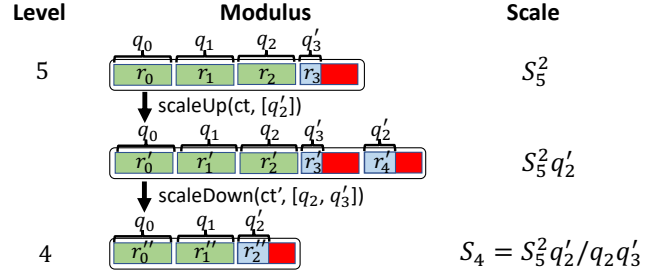 Level Modulus Scale
q₀ q₁ q₂ q₃′
5 r₀ r₁ r₂ r₃ S₅²
scaleUp(ct, [q₂′])
q₀ q₁ q₂ q₃′ q₂′
r₀′ r₁′ r₂′ r₃′ r₄′ S₅²q₂′
scaleDown(ct′, [q₂, q₃′])
q₀ q₁ q₂′
4 r₀′′ r₁′′ r₂′′ S₄ = S₅²q₂′/q₂q₃′